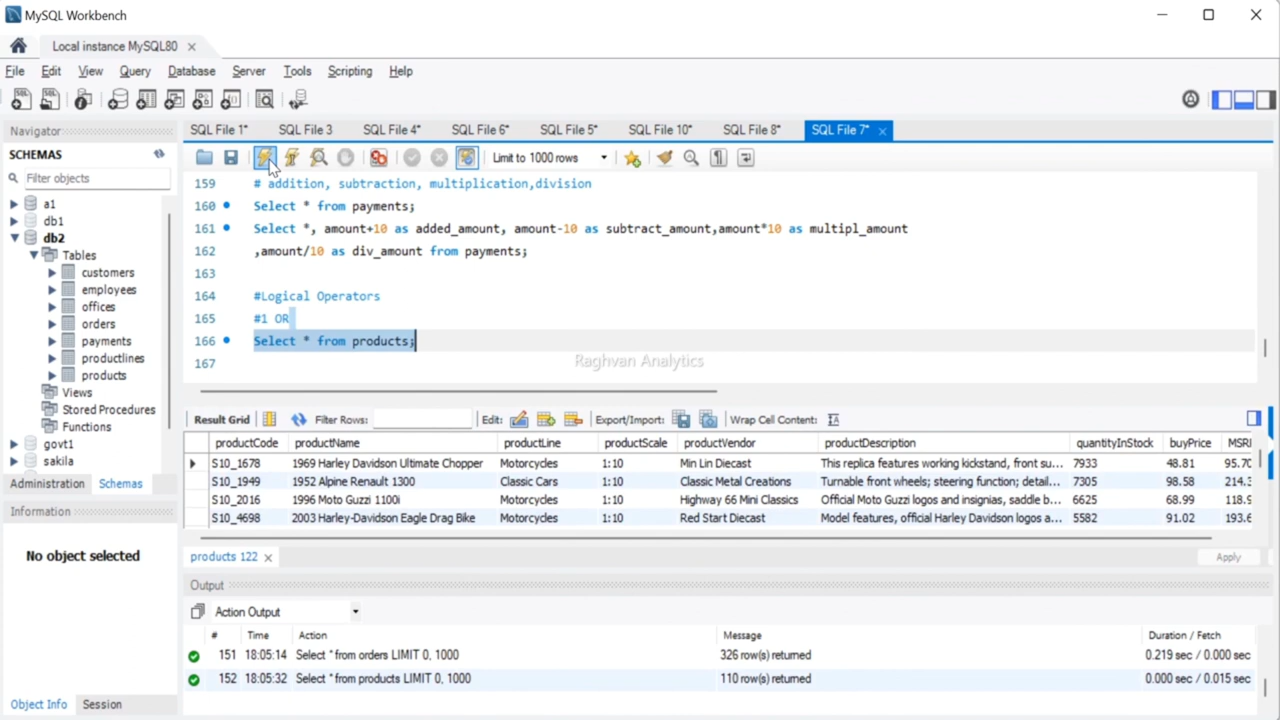 MySQL Workbench
Local instance MySQL80
File Edit View Query Database Server Tools Scripting Help
Navigator
SCHEMAS
Filter objects
a1
db1
db2
Tables
customers
employees
offices
orders
payments
productlines
products
Views
Stored Procedures
Functions
govt1
sakila
Administration Schemas
Information
No object selected
Object Info Session
SQL File 1* SQL File 3 SQL File 4* SQL File 6* SQL File 5* SQL File 10* SQL File 8* SQL File 7*
Limit to 1000 rows
159 # addition, subtraction, multiplication,division
160 Select * from payments;
161 Select *, amount+10 as added_amount, amount-10 as subtract_amount,amount*10 as multipl_amount
162 ,amount/10 as div_amount from payments;
163
164 #Logical Operators
165 #1 OR
166 Select * from products;
167
Raghvan Analytics
Result Grid Filter Rows: Edit: Export/Import: Wrap Cell Content:
productCode productName productLine productScale productVendor productDescription quantityInStock buyPrice MSRP
S10_1678 1969 Harley Davidson Ultimate Chopper Motorcycles 1:10 Min Lin Diecast This replica features working kickstand, front su... 7933 48.81 95.70
S10_1949 1952 Alpine Renault 1300 Classic Cars 1:10 Classic Metal Creations Turnable front wheels; steering function; detail... 7305 98.58 214.3
S10_2016 1996 Moto Guzzi 1100i Motorcycles 1:10 Highway 66 Mini Classics Official Moto Guzzi logos and insignias, saddle b... 6625 68.99 118.9
S10_4698 2003 Harley-Davidson Eagle Drag Bike Motorcycles 1:10 Red Start Diecast Model features, official Harley Davidson logos a... 5582 91.02 193.6
products 122
Apply
Output
Action Output
# Time Action Message Duration / Fetch
151 18:05:14 Select * from orders LIMIT 0, 1000 326 row(s) returned 0.219 sec / 0.000 sec
152 18:05:32 Select * from products LIMIT 0, 1000 110 row(s) returned 0.000 sec / 0.015 sec